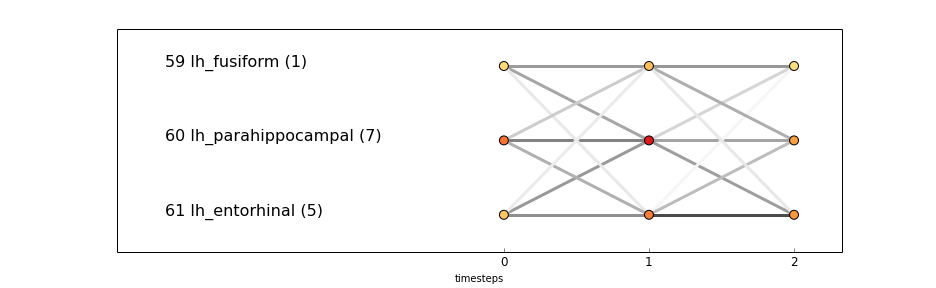 59 lh_fusiform (1)
60 lh_parahippocampal (7)
61 lh_entorhinal (5)
0 1 2
timesteps